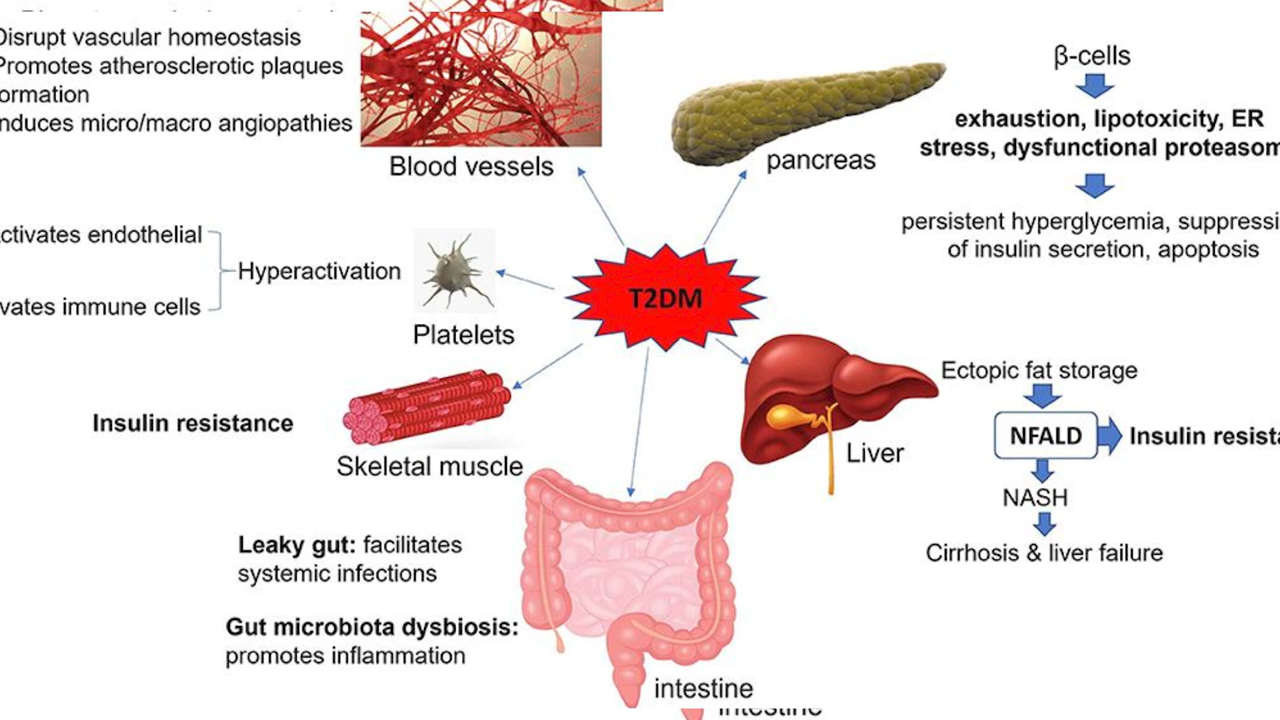 Disrupt vascular homeostasis
Promotes atherosclerotic plaques
ormation
nduces micro/macro angiopathies
Blood vessels
pancreas
β-cells
exhaustion, lipotoxicity, ER
stress, dysfunctional proteasom
persistent hyperglycemia, suppressi
of insulin secretion, apoptosis
ctivates endothelial
Hyperactivation
vates immune cells
Platelets
T2DM
Insulin resistance
Skeletal muscle
Liver
Ectopic fat storage
NFALD
Insulin resista
NASH
Cirrhosis & liver failure
Leaky gut: facilitates
systemic infections
Gut microbiota dysbiosis:
promotes inflammation
intestine
intestine